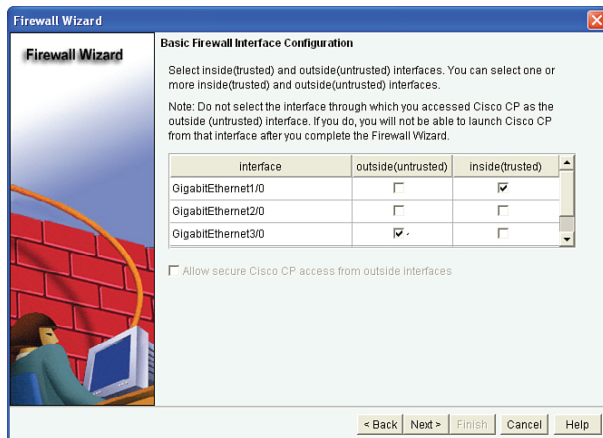 Firewall Wizard
Firewall Wizard
Basic Firewall Interface Configuration
Select inside(trusted) and outside(untrusted) interfaces. You can select one or
more inside(trusted) and outside(untrusted) interfaces.
Note: Do not select the interface through which you accessed Cisco CP as the
outside (untrusted) interface. If you do, you will not be able to launch Cisco CP
from that interface after you complete the Firewall Wizard.
interface outside(untrusted) inside(trusted)
GigabitEthernet1/0
GigabitEthernet2/0
GigabitEthernet3/0
Allow secure Cisco CP access from outside interfaces
< Back Next > Finish Cancel Help